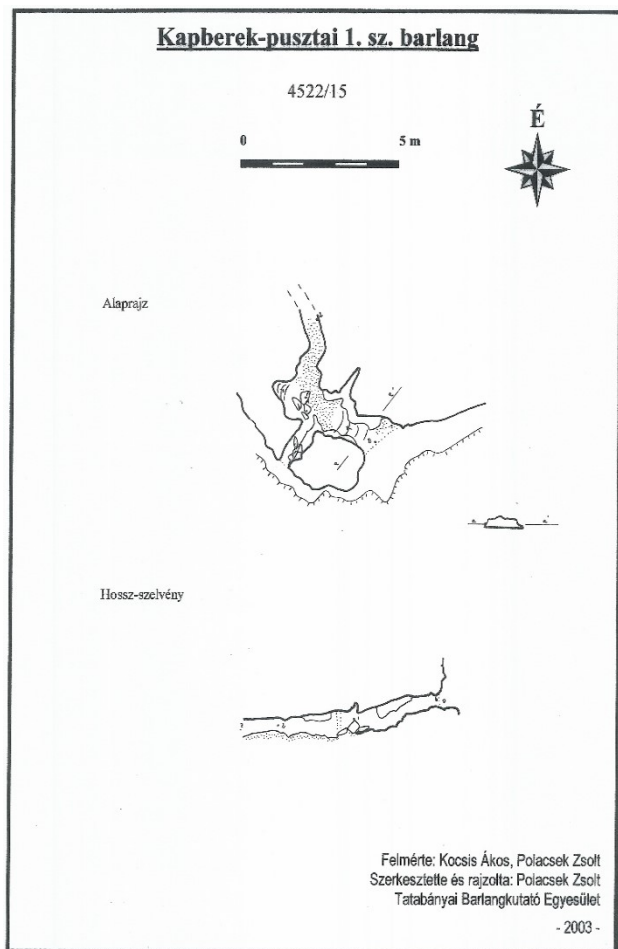 Kapberek-pusztai 1. sz. barlang
4522/15
0 5 m
É
Alaprajz
a a'
Hossz-szelvény
Felmérte: Kocsis Ákos, Polacsek Zsolt
Szerkesztette és rajzolta: Polacsek Zsolt
Tatabányai Barlangkutató Egyesület
- 2003 -